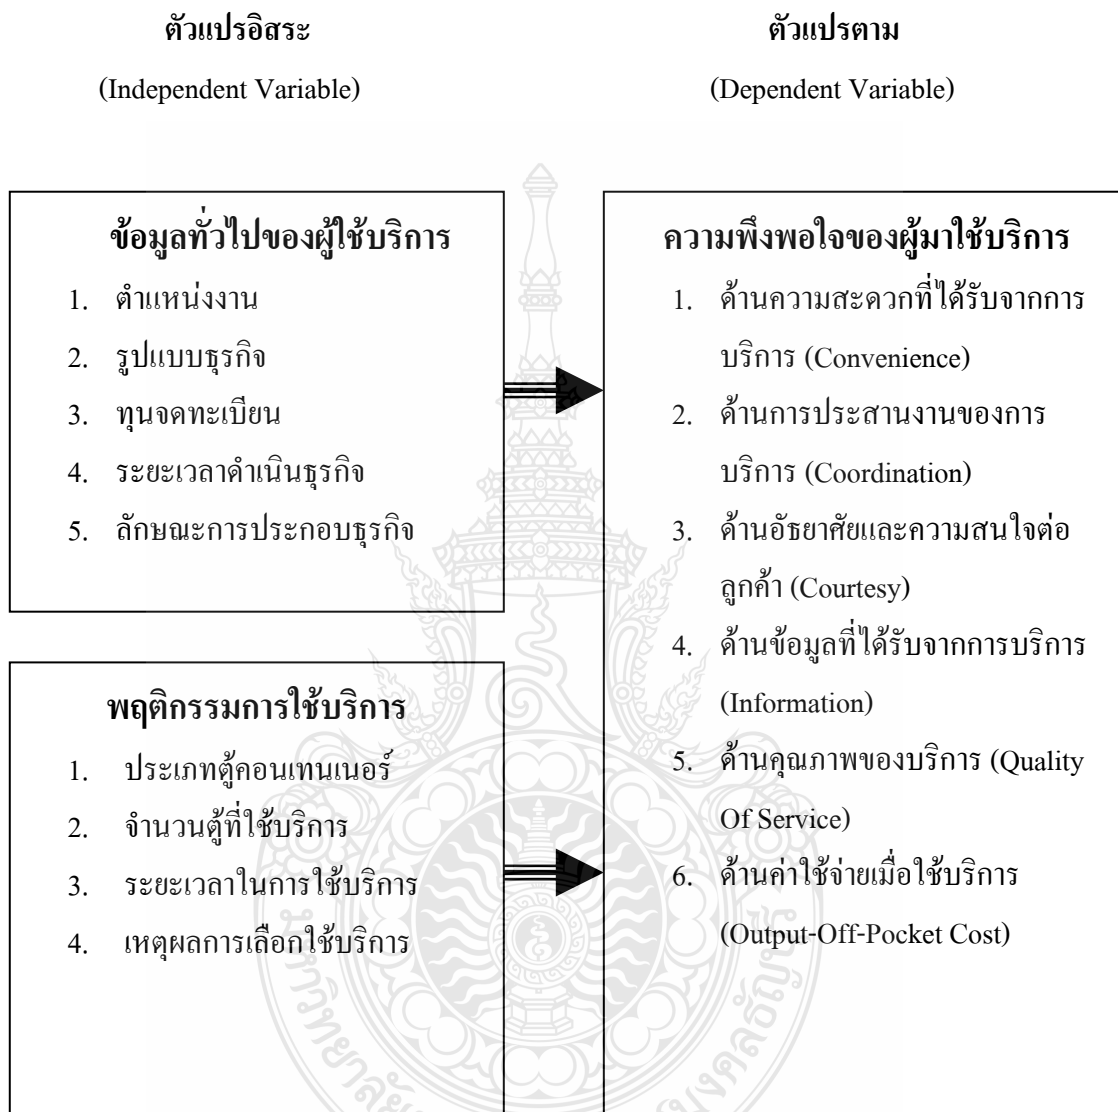 ตัวแปรอิสระ
(Independent Variable)
ตัวแปรตาม
(Dependent Variable)
ข้อมูลทั่วไปของผู้ใช้บริการ
1. ตำแหน่งงาน
2. รูปแบบธุรกิจ
3. ทุนจดทะเบียน
4. ระยะเวลาดำเนินธุรกิจ
5. ลักษณะการประกอบธุรกิจ
พฤติกรรมการใช้บริการ
1. ประเภทตู้คอนเทนเนอร์
2. จำนวนตู้ที่ใช้บริการ
3. ระยะเวลาในการใช้บริการ
4. เหตุผลการเลือกใช้บริการ
ความพึงพอใจของผู้มาใช้บริการ
1. ด้านความสะดวกที่ได้รับจากการ
บริการ (Convenience)
2. ด้านการประสานงานของการ
บริการ (Coordination)
3. ด้านอัธยาศัยและความสนใจต่อ
ลูกค้า (Courtesy)
4. ด้านข้อมูลที่ได้รับจากการบริการ
(Information)
5. ด้านคุณภาพของบริการ (Quality
Of Service)
6. ด้านค่าใช้จ่ายเมื่อใช้บริการ
(Output-Off-Pocket Cost)